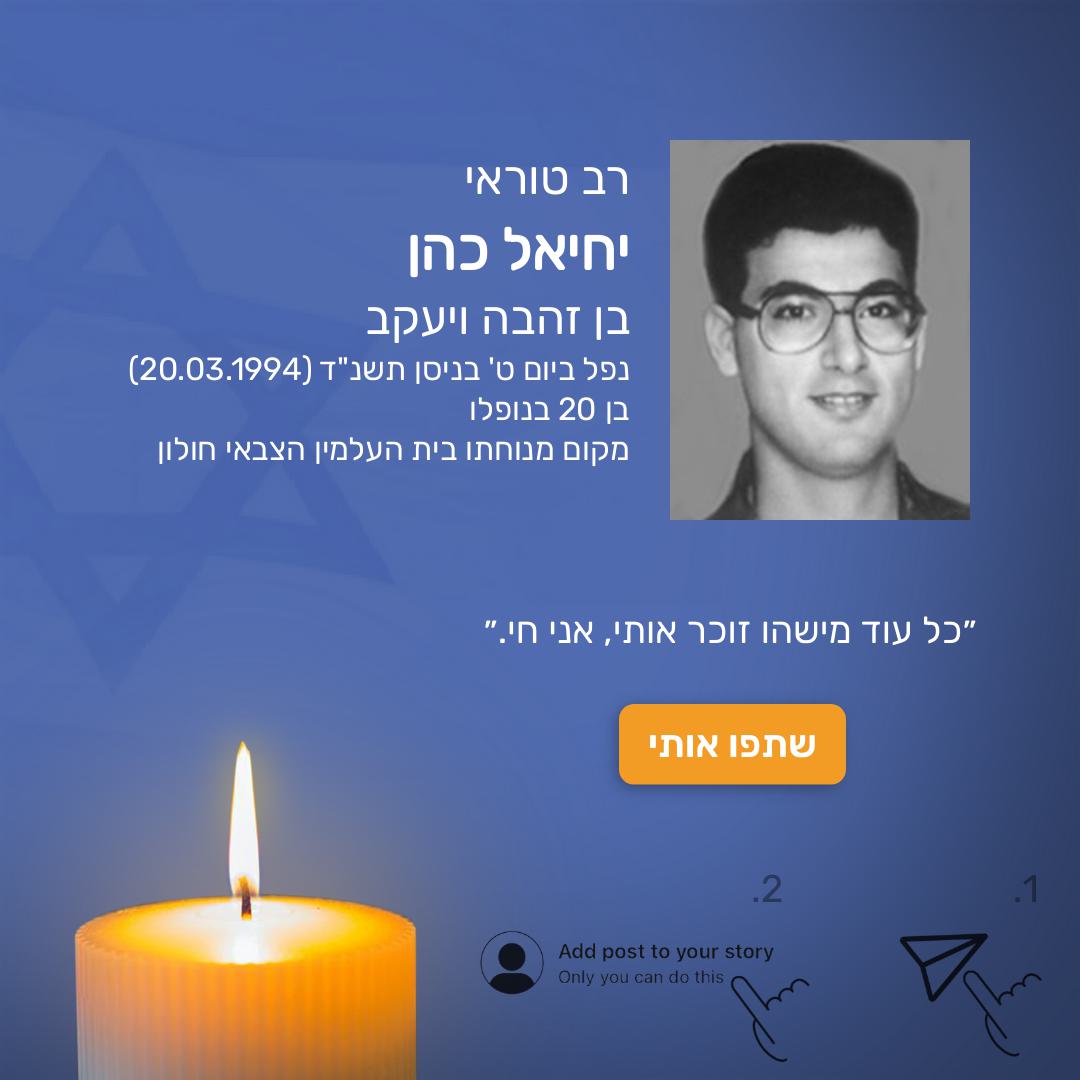 רב טוראי
יחיאל כהן
בן זהבה ויעקב
נפל ביום ט' בניסן תשנ"ד (20.03.1994)
בן 20 בנופלו
מקום מנוחתו בית העלמין הצבאי חולון
״כל עוד מישהו זוכר אותי, אני חי.״
שתפו אותי
.1
.2
Add post to your story
Only you can do this